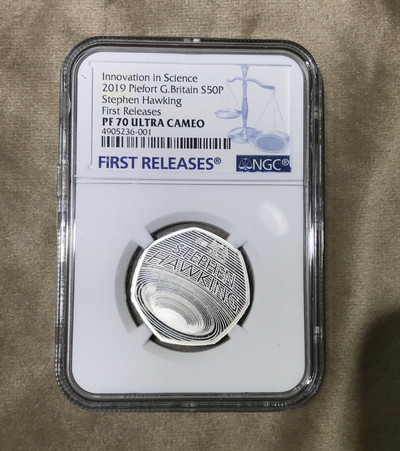 Innovation in Science
2019 Piefort G.Britain S50P
Stephen Hawking
First Releases
PF 70 ULTRA CAMEO
4905236-001
FIRST RELEASES®
NGC®
STEPHEN
HAWKING